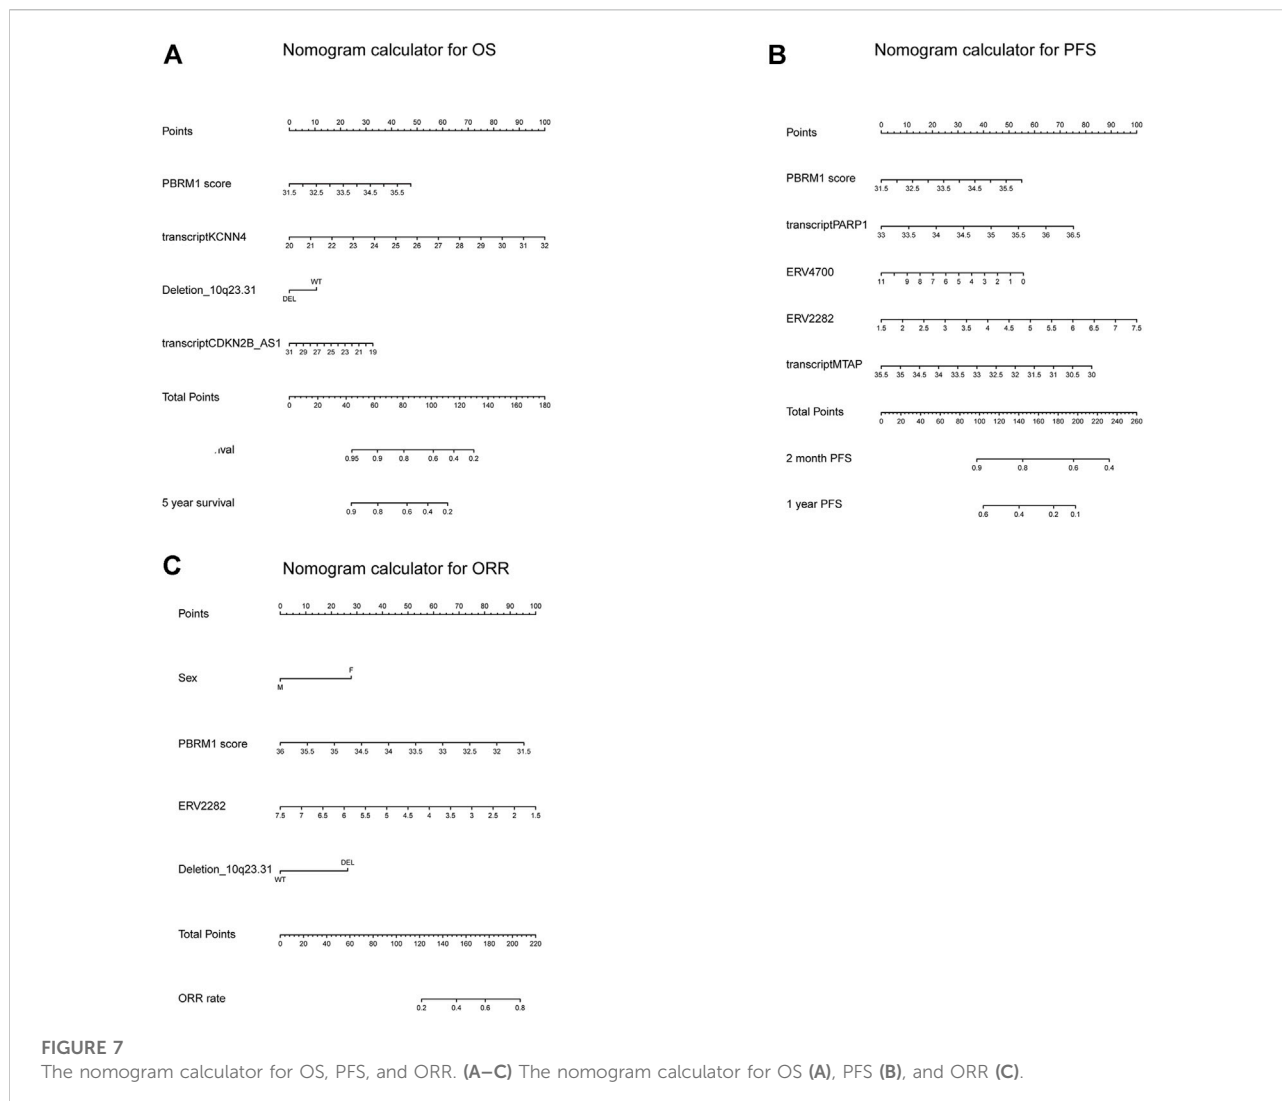 A Nomogram calculator for OS
Points 0 10 20 30 40 50 60 70 80 90 100
PBRM1 score 31.5 32.5 33.5 34.5 35.5
transcriptKCNN4 20 21 22 23 24 25 26 27 28 29 30 31 32
Deletion_10q23.31 DEL WT
transcriptCDKN2B_AS1 31 29 27 25 23 21 19
Total Points 0 20 40 60 80 100 120 140 160 180
0.95 0.9 0.8 0.6 0.4 0.2
5 year survival 0.9 0.8 0.6 0.4 0.2
B Nomogram calculator for PFS
Points 0 10 20 30 40 50 60 70 80 90 100
PBRM1 score 31.5 32.5 33.5 34.5 35.5
transcriptPARP1 33 33.5 34 34.5 35 35.5 36 36.5
ERV4700 11 9 8 7 6 5 4 3 2 1 0
ERV2282 1.5 2 2.5 3 3.5 4 4.5 5 5.5 6 6.5 7 7.5
transcriptMTAP 35.5 35 34.5 34 33.5 33 32.5 32 31.5 31 30.5 30
Total Points 0 20 40 60 80 100 120 140 160 180 200 220 240 260
2 month PFS 0.9 0.8 0.6 0.4
1 year PFS 0.6 0.4 0.2 0.1
C Nomogram calculator for ORR
Points 0 10 20 30 40 50 60 70 80 90 100
Sex M F
PBRM1 score 36 35.5 35 34.5 34 33.5 33 32.5 32 31.5
ERV2282 7.5 7 6.5 6 5.5 5 4.5 4 3.5 3 2.5 2 1.5
Deletion_10q23.31 WT DEL
Total Points 0 20 40 60 80 100 120 140 160 180 200 220
ORR rate 0.2 0.4 0.6 0.8
FIGURE 7
The nomogram calculator for OS, PFS, and ORR. (A–C) The nomogram calculator for OS (A), PFS (B), and ORR (C).